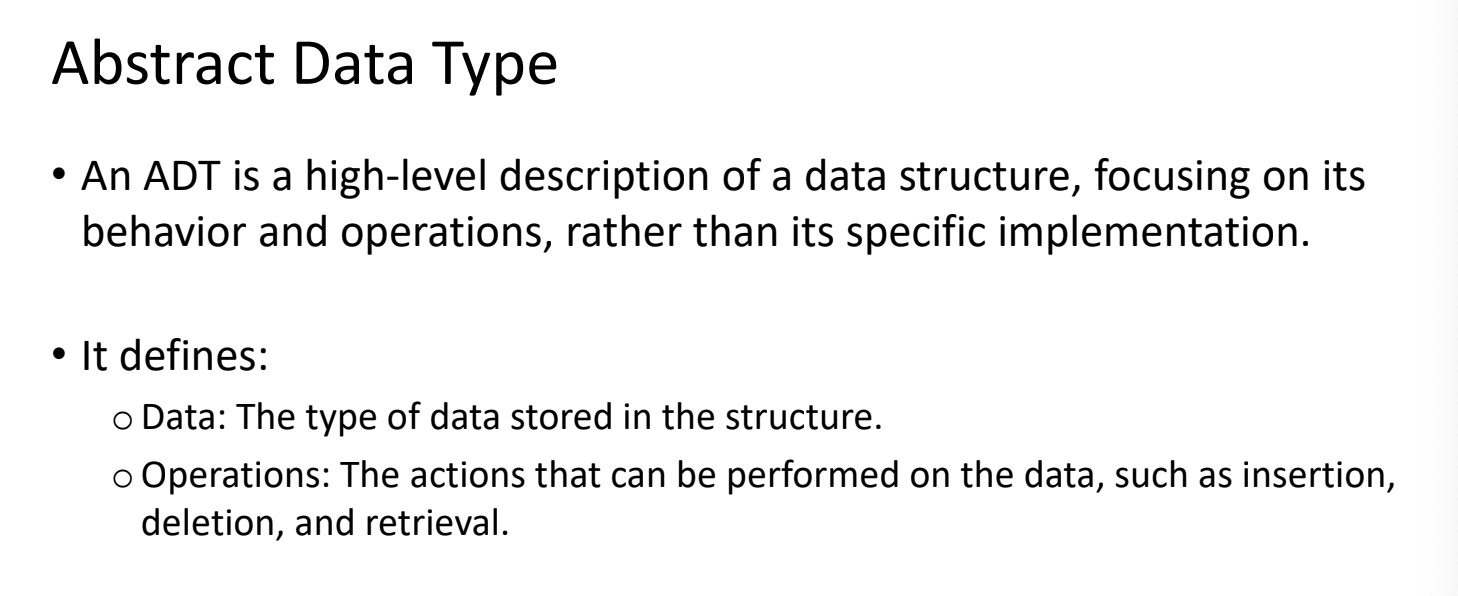 Abstract Data Type
• An ADT is a high-level description of a data structure, focusing on its
behavior and operations, rather than its specific implementation.
• It defines:
o Data: The type of data stored in the structure.
o Operations: The actions that can be performed on the data, such as insertion,
deletion, and retrieval.